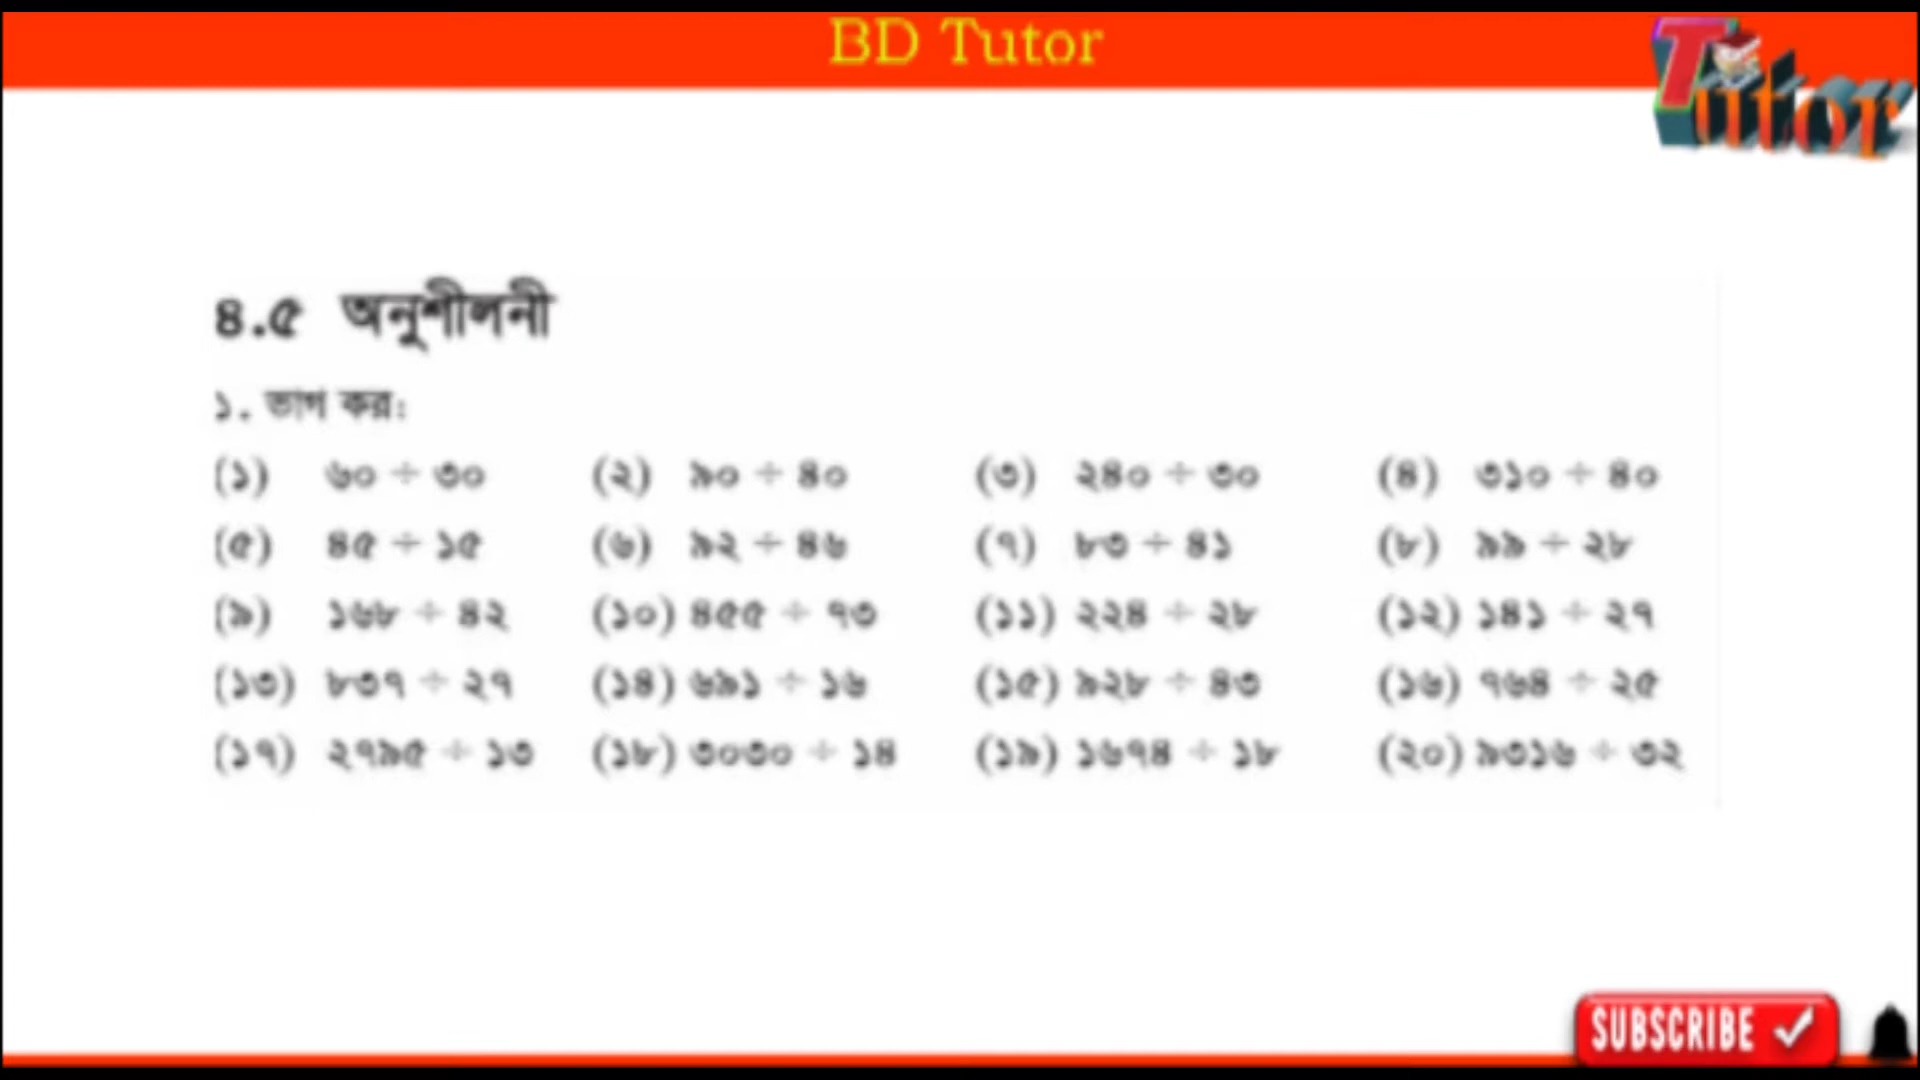 BD Tutor
Tutor
৪.৫ অনুশীলনী
১. ভাগ কর:
(১) ৬০ ÷ ৩০ (২) ৯০ ÷ ৪০ (৩) ২৪০ ÷ ৩০ (৪) ৩১০ ÷ ৪০
(৫) ৪৫ ÷ ১৫ (৬) ৯২ ÷ ৪৬ (৭) ৮৩ ÷ ৪১ (৮) ৯৯ ÷ ২৮
(৯) ১৬৮ ÷ ৪২ (১০) ৪৫৫ ÷ ৭৩ (১১) ২২৪ ÷ ২৮ (১২) ১৪১ ÷ ২৭
(১৩) ৮৩৭ ÷ ২৭ (১৪) ৬৯১ ÷ ১৬ (১৫) ৯২৮ ÷ ৪৩ (১৬) ৭৬৪ ÷ ২৫
(১৭) ২৭৯৫ ÷ ১৩ (১৮) ৩০৩০ ÷ ১৪ (১৯) ১৬৭৪ ÷ ১৮ (২০) ৯৩১৬ ÷ ৩২
SUBSCRIBE